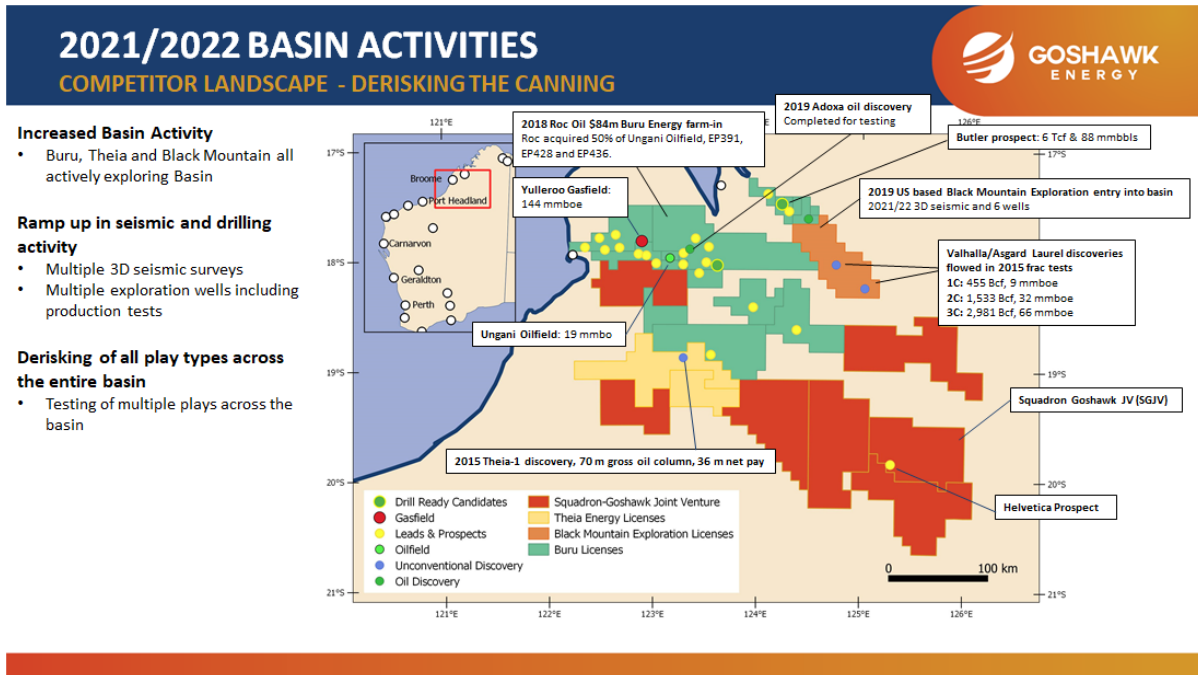 2021/2022 BASIN ACTIVITIES
COMPETITOR LANDSCAPE - DERISKING THE CANNING
GOSHAWK
ENERGY
Increased Basin Activity
• Buru, Theia and Black Mountain all
actively exploring Basin
Ramp up in seismic and drilling
activity
• Multiple 3D seismic surveys
• Multiple exploration wells including
production tests
Derisking of all play types across
the entire basin
• Testing of multiple plays across the
basin
121°E
126°E
17°S
17°S
18°S
18°S
19°S
19°S
20°S
20°S
21°S
21°S
121°E
122°E
123°E
124°E
125°E
126°E
Broome
Port Headland
Carnarvon
Geraldton
Perth
2018 Roc Oil $84m Buru Energy farm-in
Roc acquired 50% of Ungani Oilfield, EP391,
EP428 and EP436.
2019 Adoxa oil discovery
Completed for testing
Butler prospect: 6 Tcf & 88 mmbbls
Yulleroo Gasfield:
144 mmboe
2019 US based Black Mountain Exploration entry into basin
2021/22 3D seismic and 6 wells
Valhalla/Asgard Laurel discoveries
flowed in 2015 frac tests
1C: 455 Bcf, 9 mmboe
2C: 1,533 Bcf, 32 mmboe
3C: 2,981 Bcf, 66 mmboe
Ungani Oilfield: 19 mmbo
Squadron Goshawk JV (SGJV)
2015 Theia-1 discovery, 70 m gross oil column, 36 m net pay
Helvetica Prospect
Drill Ready Candidates
Gasfield
Leads & Prospects
Oilfield
Unconventional Discovery
Oil Discovery
Squadron-Goshawk Joint Venture
Theia Energy Licenses
Black Mountain Exploration Licenses
Buru Licenses
0 100 km